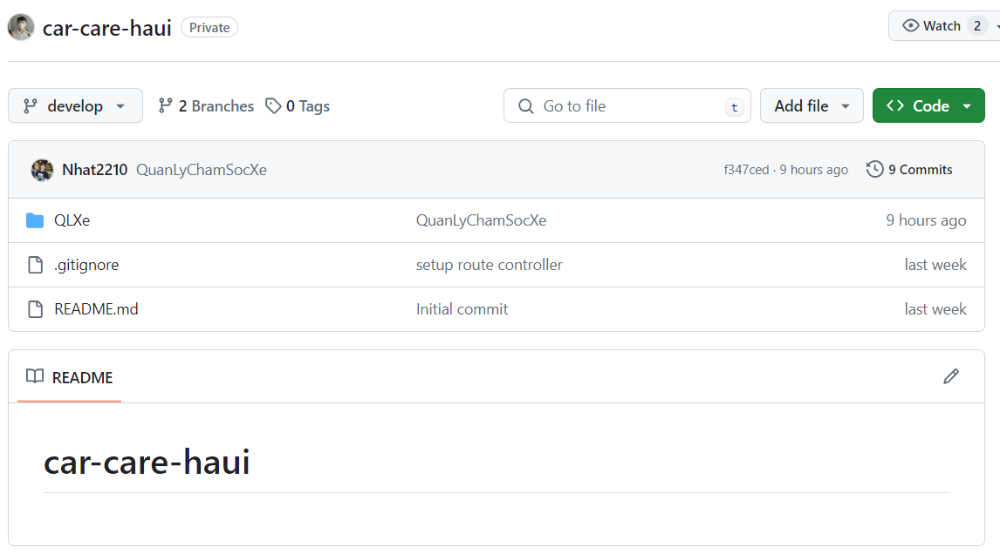 car-care-haui Private Watch 2
develop 2 Branches 0 Tags Go to file t Add file Code
Nhat2210 QuanLyChamSocXe f347ced · 9 hours ago 9 Commits
QLXe QuanLyChamSocXe 9 hours ago
.gitignore setup route controller last week
README.md Initial commit last week
README
car-care-haui